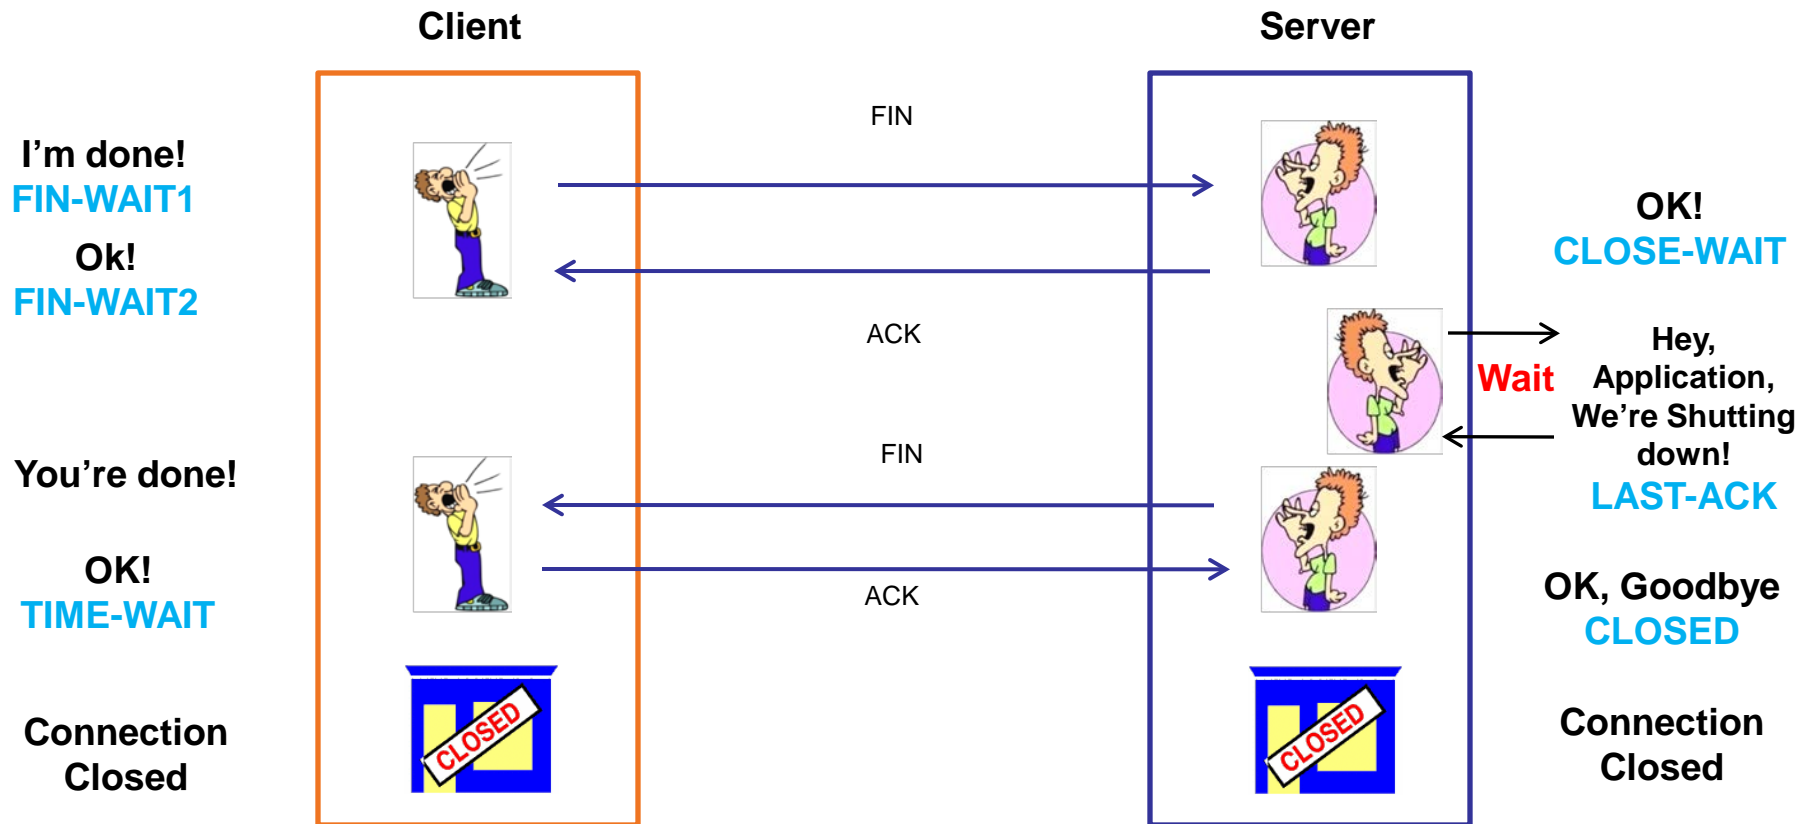 Client
Server
FIN
I'm done!
FIN-WAIT1
OK!
CLOSE-WAIT
Ok!
FIN-WAIT2
ACK
Wait
Hey,
Application,
We're Shutting
down!
LAST-ACK
FIN
You're done!
OK!
TIME-WAIT
ACK
OK, Goodbye
CLOSED
CLOSED
CLOSED
Connection
Closed
Connection
Closed